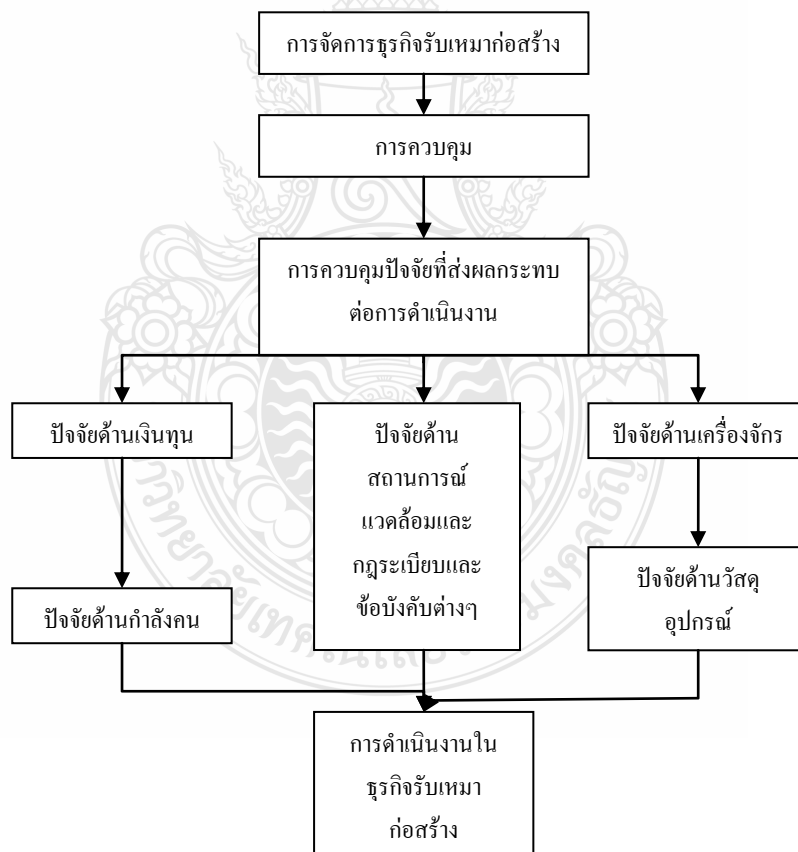 การจัดการธุรกิจรับเหมาก่อสร้าง
การควบคุม
การควบคุมปัจจัยที่ส่งผลกระทบ
ต่อการดำเนินงาน
ปัจจัยด้านเงินทุน
ปัจจัยด้าน
สถานการณ์
แวดล้อมและ
กฎระเบียบและ
ข้อบังคับต่างๆ
ปัจจัยด้านเครื่องจักร
ปัจจัยด้านกำลังคน
ปัจจัยด้านวัสดุ
อุปกรณ์
การดำเนินงานใน
ธุรกิจรับเหมา
ก่อสร้าง